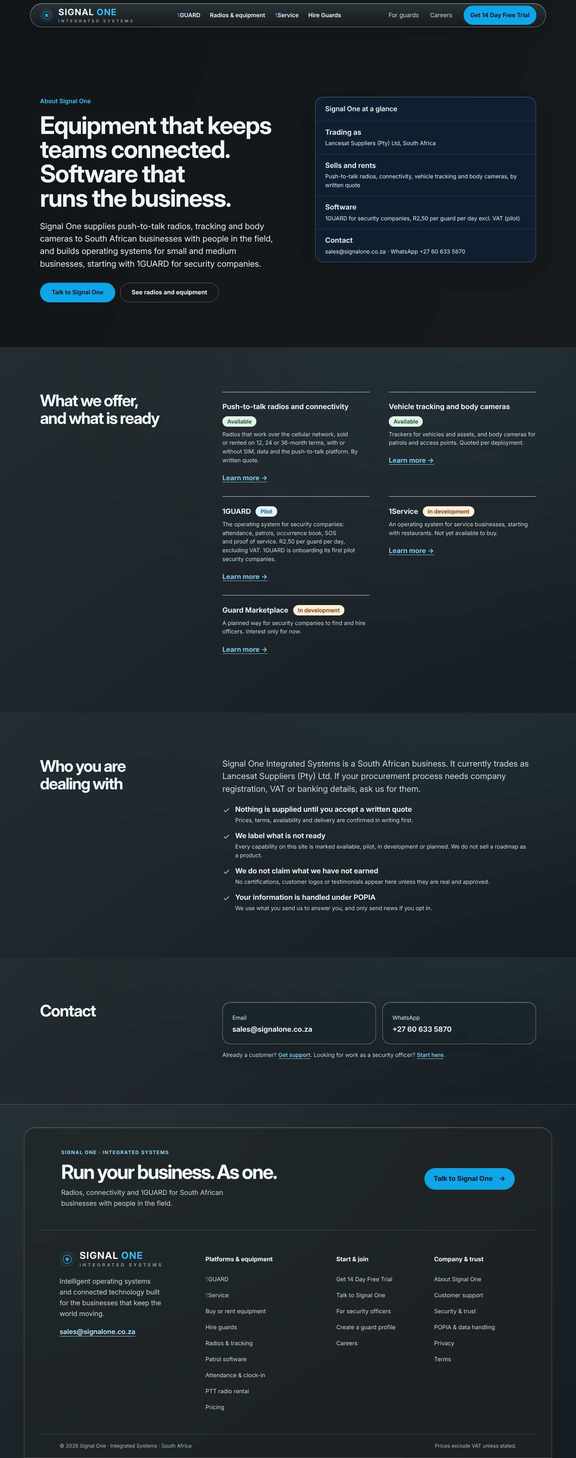 SIGNAL ONE
INTEGRATED SYSTEMS
1GUARD
Radios & equipment
1Service
Hire Guards
For guards
Careers
Get 14 Day Free Trial
About Signal One
Equipment that keeps
teams connected.
Software that
runs the business.
Signal One supplies push-to-talk radios, tracking and body
cameras to South African businesses with people in the field,
and builds operating systems for small and medium
businesses, starting with 1GUARD for security companies.
Talk to Signal One
See radios and equipment
Signal One at a glance
Trading as
Lancesat Suppliers (Pty) Ltd, South Africa
Sells and rents
Push-to-talk radios, connectivity, vehicle tracking and body cameras, by
written quote
Software
1GUARD for security companies, R2,50 per guard per day excl. VAT (pilot)
Contact
sales@signalone.co.za · WhatsApp +27 60 633 5870
What we offer,
and what is ready
Push-to-talk radios and connectivity
Available
Radios that work over the cellular network, sold
or rented on 12, 24 or 36-month terms, with or
without SIM, data and the push-to-talk platform. By
written quote.
Learn more →
Vehicle tracking and body cameras
Available
Trackers for vehicles and assets, and body cameras for
patrols and access points. Quoted per deployment.
Learn more →
1GUARD
Pilot
The operating system for security companies:
attendance, patrols, occurrence book, SOS
and proof of service. R2,50 per guard per day,
excluding VAT. 1GUARD is onboarding its first pilot
security companies.
Learn more →
1Service
In development
An operating system for service businesses, starting
with restaurants. Not yet available to buy.
Learn more →
Guard Marketplace
In development
A planned way for security companies to find and hire
officers. Interest only for now.
Learn more →
Who you are
dealing with
Signal One Integrated Systems is a South African business. It currently trades as
Lancesat Suppliers (Pty) Ltd. If your procurement process needs company
registration, VAT or banking details, ask us for them.
Nothing is supplied until you accept a written quote
Prices, terms, availability and delivery are confirmed in writing first.
We label what is not ready
Every capability on this site is marked available, pilot, in development or planned. We do not sell a roadmap as
a product.
We do not claim what we have not earned
No certifications, customer logos or testimonials appear here unless they are real and approved.
Your information is handled under POPIA
We use what you send us to answer you, and only send news if you opt in.
Contact
Email
sales@signalone.co.za
WhatsApp
+27 60 633 5870
Already a customer? Get support. Looking for work as a security officer? Start here.
SIGNAL ONE · INTEGRATED SYSTEMS
Run your business. As one.
Radios, connectivity and 1GUARD for South African
businesses with people in the field.
Talk to Signal One →
SIGNAL ONE
INTEGRATED SYSTEMS
Intelligent operating systems
and connected technology built
for the businesses that keep the
world moving.
sales@signalone.co.za
Platforms & equipment
1GUARD
1Service
Buy or rent equipment
Hire guards
Radios & tracking
Patrol software
Attendance & clock-in
PTT radio rental
Pricing
Start & join
Get 14 Day Free Trial
Talk to Signal One
For security officers
Create a guard profile
Careers
Company & trust
About Signal One
Customer support
Security & trust
POPIA & data handling
Privacy
Terms
© 2026 Signal One · Integrated Systems · South Africa
Prices exclude VAT unless stated.